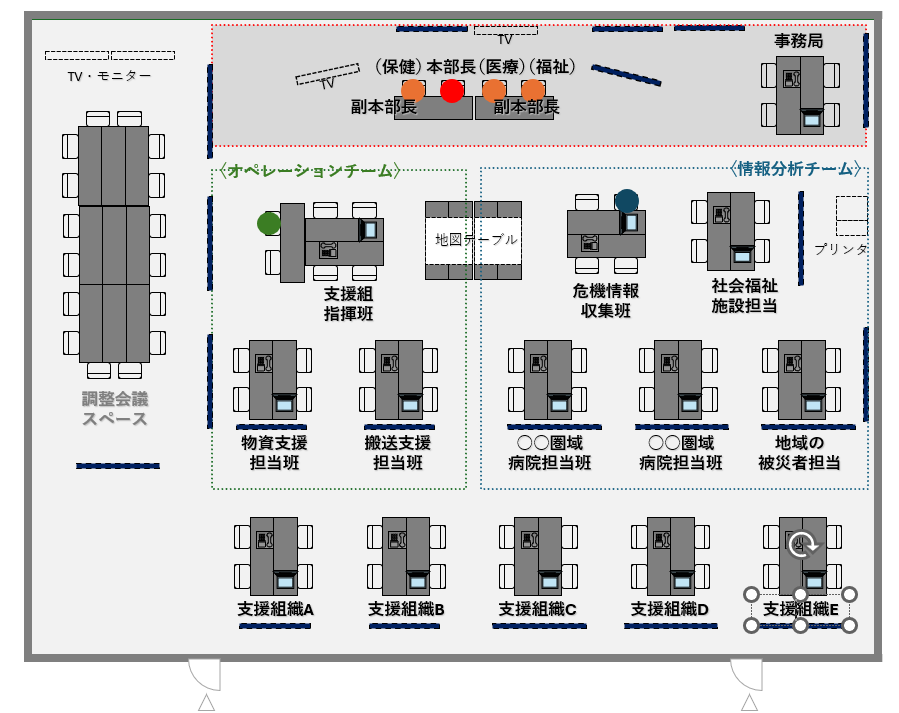 TV
事務局
TV・モニター
TV
（保健）本部長（医療）（福祉）
副本部長
副本部長
〈オペレーションチーム〉
〈情報分析チーム〉
地図テーブル
プリンタ
支援組
指揮班
危機情報
収集班
社会福祉
施設担当
調整会議
スペース
物資支援
担当班
搬送支援
担当班
〇〇圏域
病院担当班
〇〇圏域
病院担当班
地域の
被災者担当
支援組織A
支援組織B
支援組織C
支援組織D
支援組織E